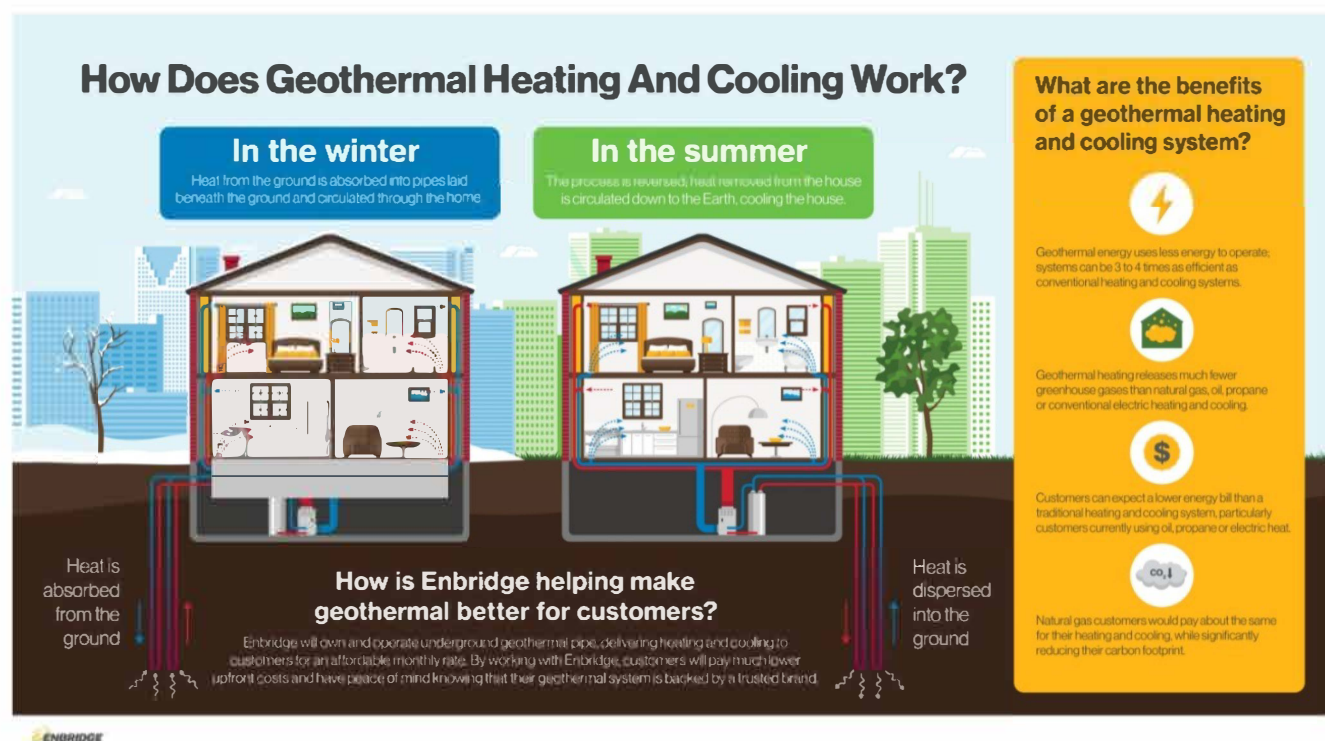 How Does Geothermal Heating And Cooling Work?
In the winter
Heat from the ground is absorbed into pipes laid
beneath the ground and circulated through the home
In the summer
The process is reversed; heat removed from the house
is circulated down to the Earth, cooling the house.
What are the benefits
of a geothermal heating
and cooling system?
Geothermal energy uses less energy to operate;
systems can be 3 to 4 times as efficient as
conventional heating and cooling systems.
Geothermal heating releases much fewer
greenhouse gases than natural gas, oil, propane
or conventional electric heating and cooling.
$
Customers can expect a lower energy bill than a
traditional heating and cooling system, particularly
customers currently using oil, propane or electric heat.
CO₂↓
Natural gas customers would pay about the same
for their heating and cooling, while significantly
reducing their carbon footprint.
Heat is
absorbed
from the
ground
How is Enbridge helping make
geothermal better for customers?
Enbridge will own and operate underground geothermal pipe, delivering heating and cooling to
customers for an affordable monthly rate. By working with Enbridge, customers will pay much lower
upfront costs and have peace of mind knowing that their geothermal system is backed by a trusted brand.
Heat is
dispersed
into the
ground
ENBRIDGE